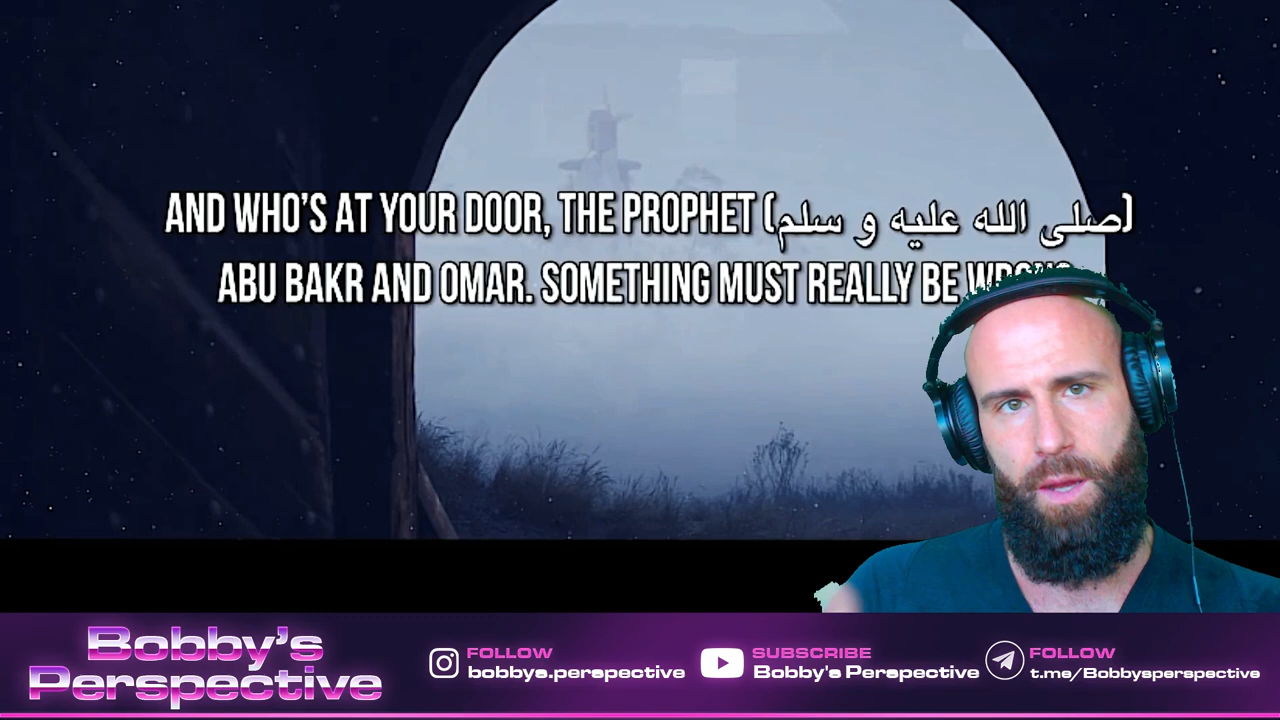 AND WHO'S AT YOUR DOOR, THE PROPHET (صلى الله عليه و سلم)
ABU BAKR AND OMAR. SOMETHING MUST REALLY BE
Bobby's
Perspective
FOLLOW
bobbys.perspective
SUBSCRIBE
Bobby's Perspective
FOLLOW
t.me/Bobbysperspective